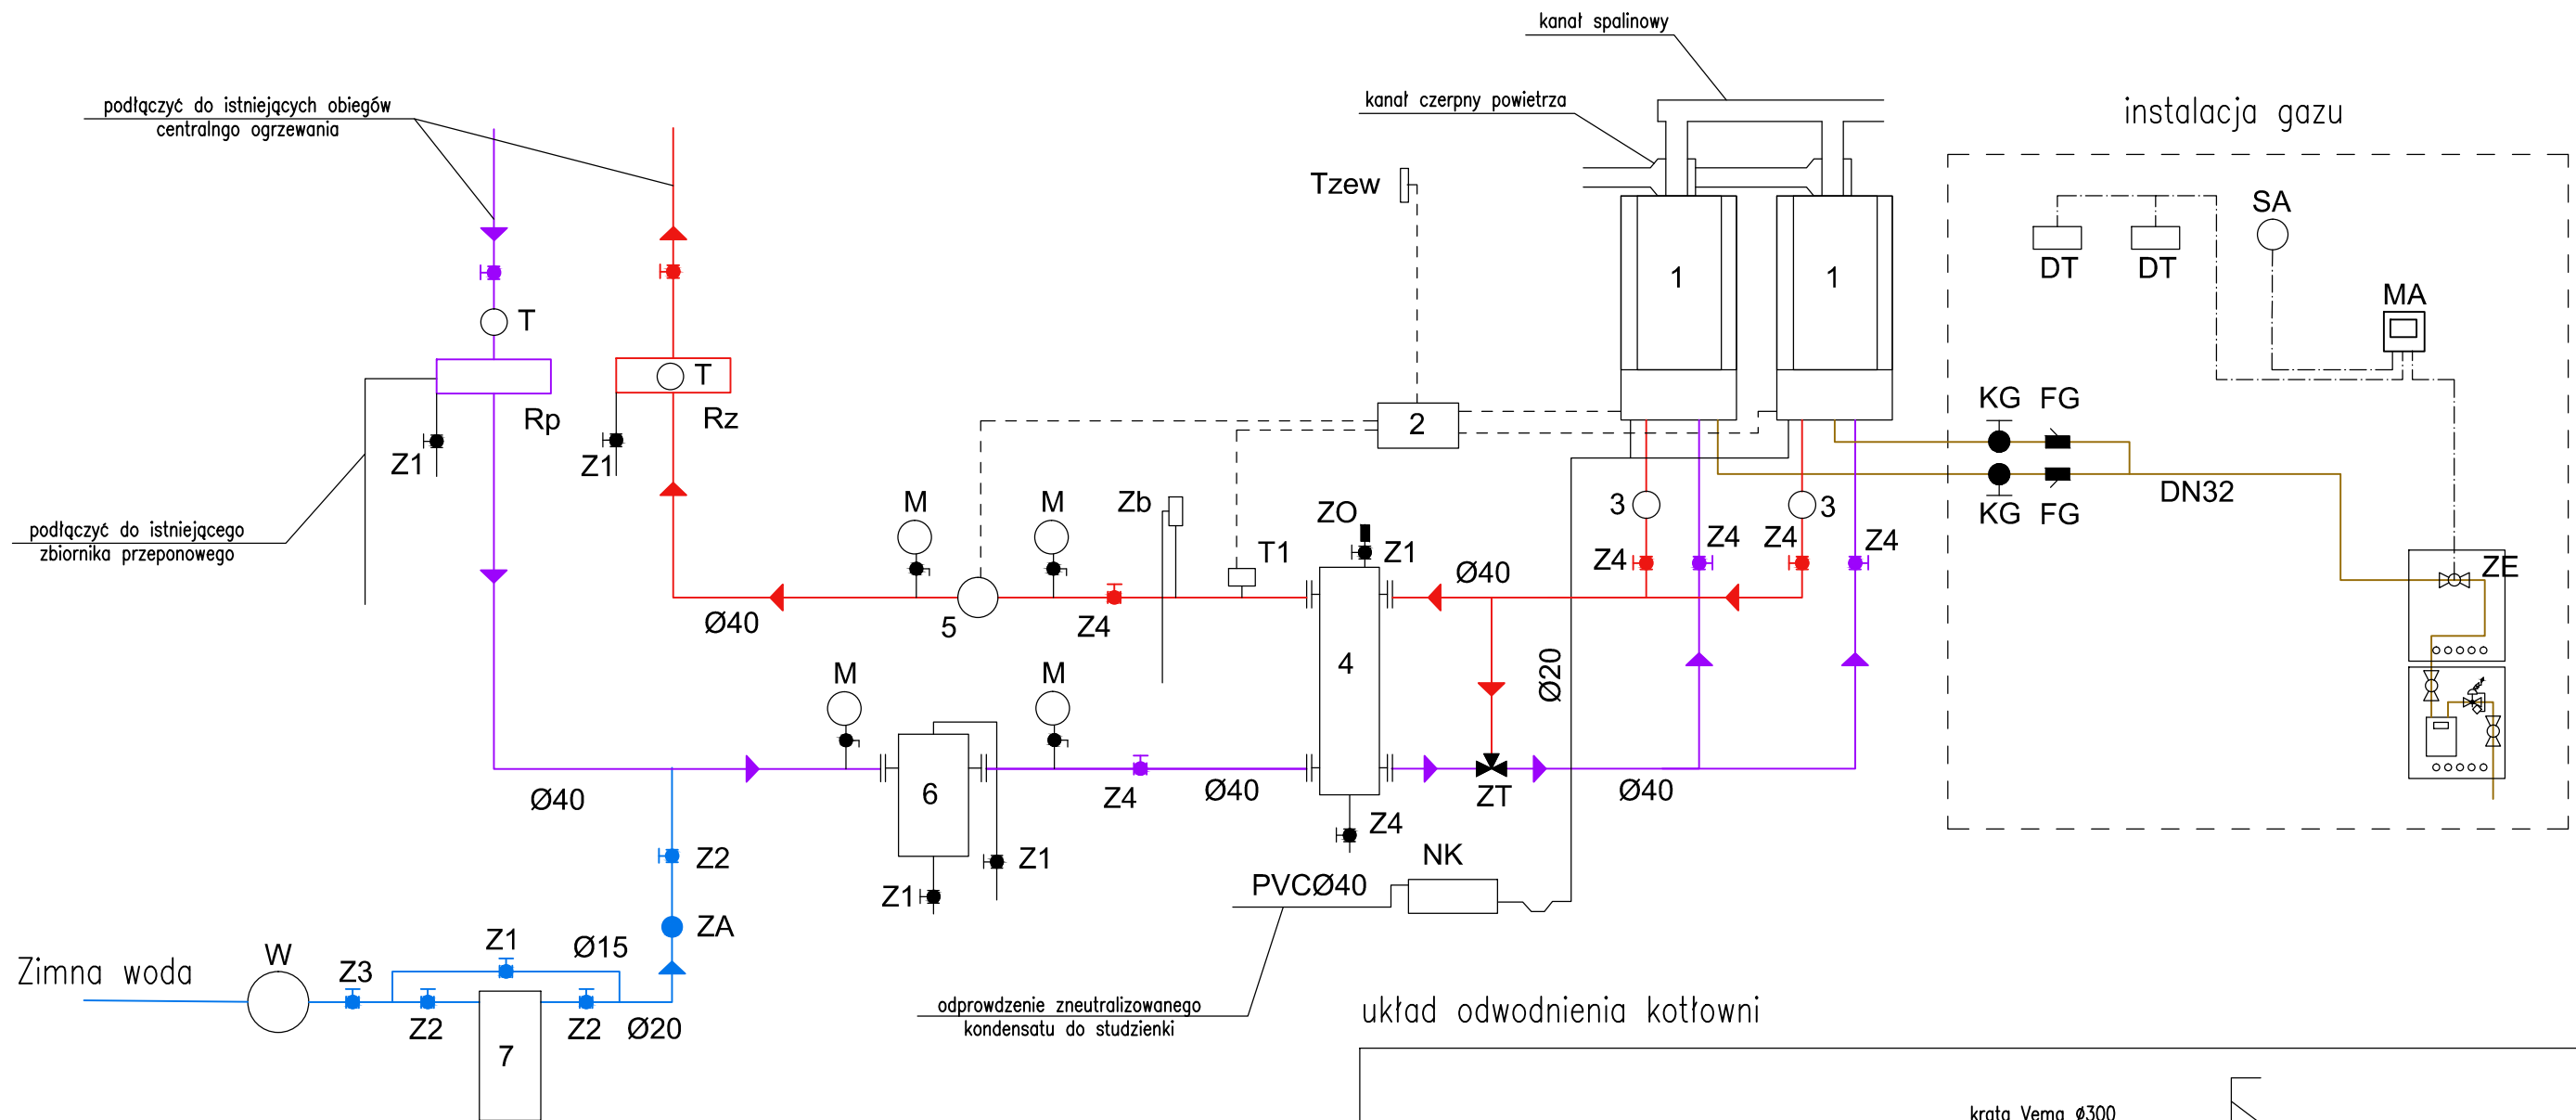 kanał spalinowy
podłączyć do istniejących obiegów
centralngo ogrzewania
kanał czerpny powietrza
instalacja gazu
Tzew
SA
DT
DT
1
1
MA
T
T
Rp
Rz
2
KG
FG
Z1
Z1
DN32
KG
FG
podłączyć do istniejącego
zbiornika przeponowego
M
M
Zb
ZO
3
3
T1
Z1
Z4
Z4
Z4
Z4
ZE
Ø40
Ø40
5
Z4
4
Ø20
M
M
6
Ø40
Z4
Ø40
ZT
Ø40
Z4
Z2
Z1
NK
Z1
PVCØ40
ZA
Zimna woda
W
Z3
Z1
Ø15
Z2
Z2
Ø20
7
odprowdzenie zneutralizowanego
kondensatu do studzienki
układ odwodnienia kotłowni
krata Vema Ø300